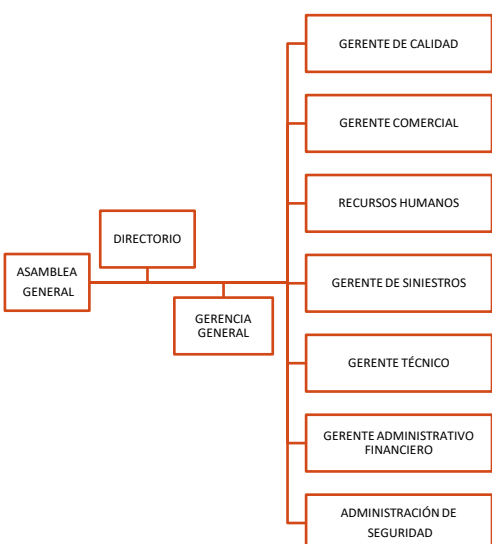 GERENTE DE CALIDAD
GERENTE COMERCIAL
RECURSOS HUMANOS
DIRECTORIO
ASAMBLEA
GENERAL
GERENTE DE SINIESTROS
GERENCIA
GENERAL
GERENTE TÉCNICO
GERENTE ADMINISTRATIVO
FINANCIERO
ADMINISTRACIÓN DE
SEGURIDAD